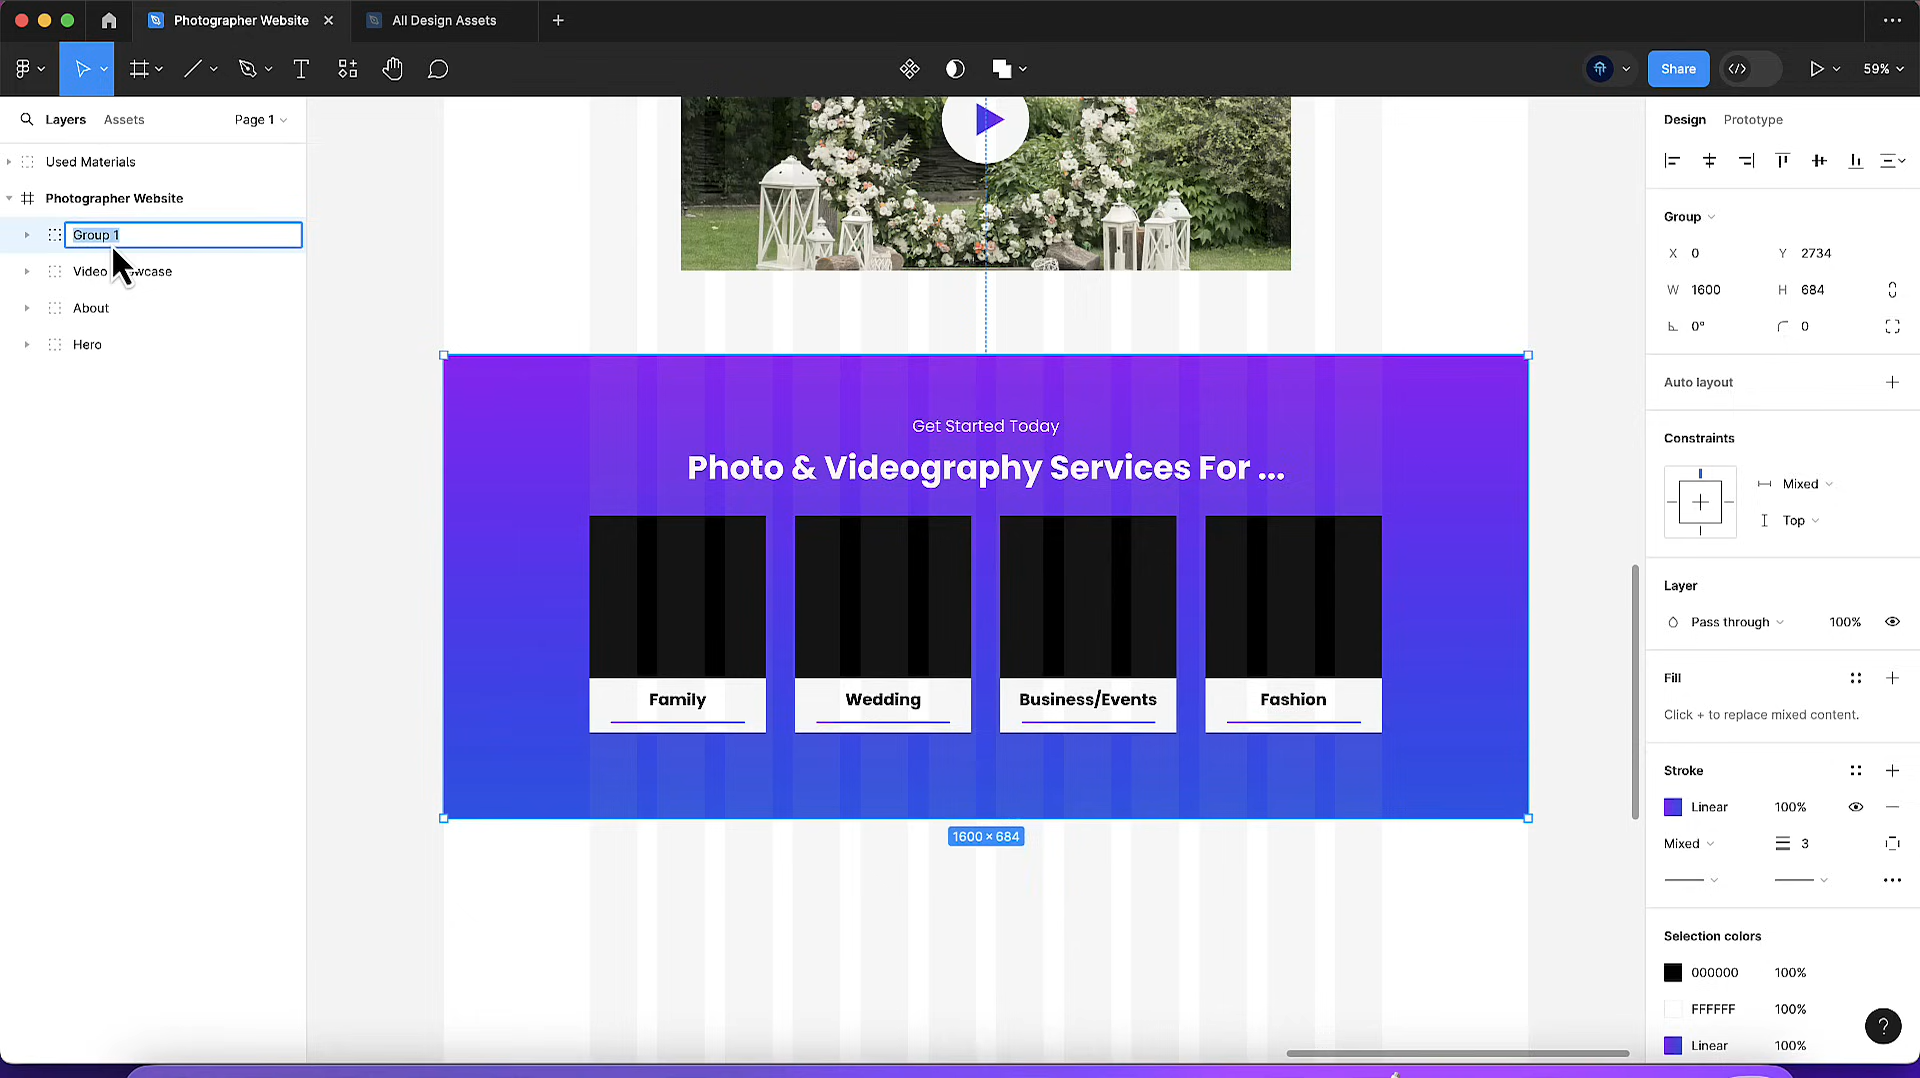 Photographer Website
All Design Assets
Share
59%
Layers
Assets
Page 1
Used Materials
Photographer Website
Group 1
Video
wcase
About
Hero
Get Started Today
Photo & Videography Services For ...
Family
Wedding
Business/Events
Fashion
1600 × 684
Design
Prototype
Group
X 0
Y 2734
W 1600
H 684
0°
0
Auto layout
Constraints
Mixed
Top
Layer
Pass through
100%
Fill
Click + to replace mixed content.
Stroke
Linear
100%
Mixed
3
Selection colors
000000
100%
FFFFFF
100%
Linear
100%
?